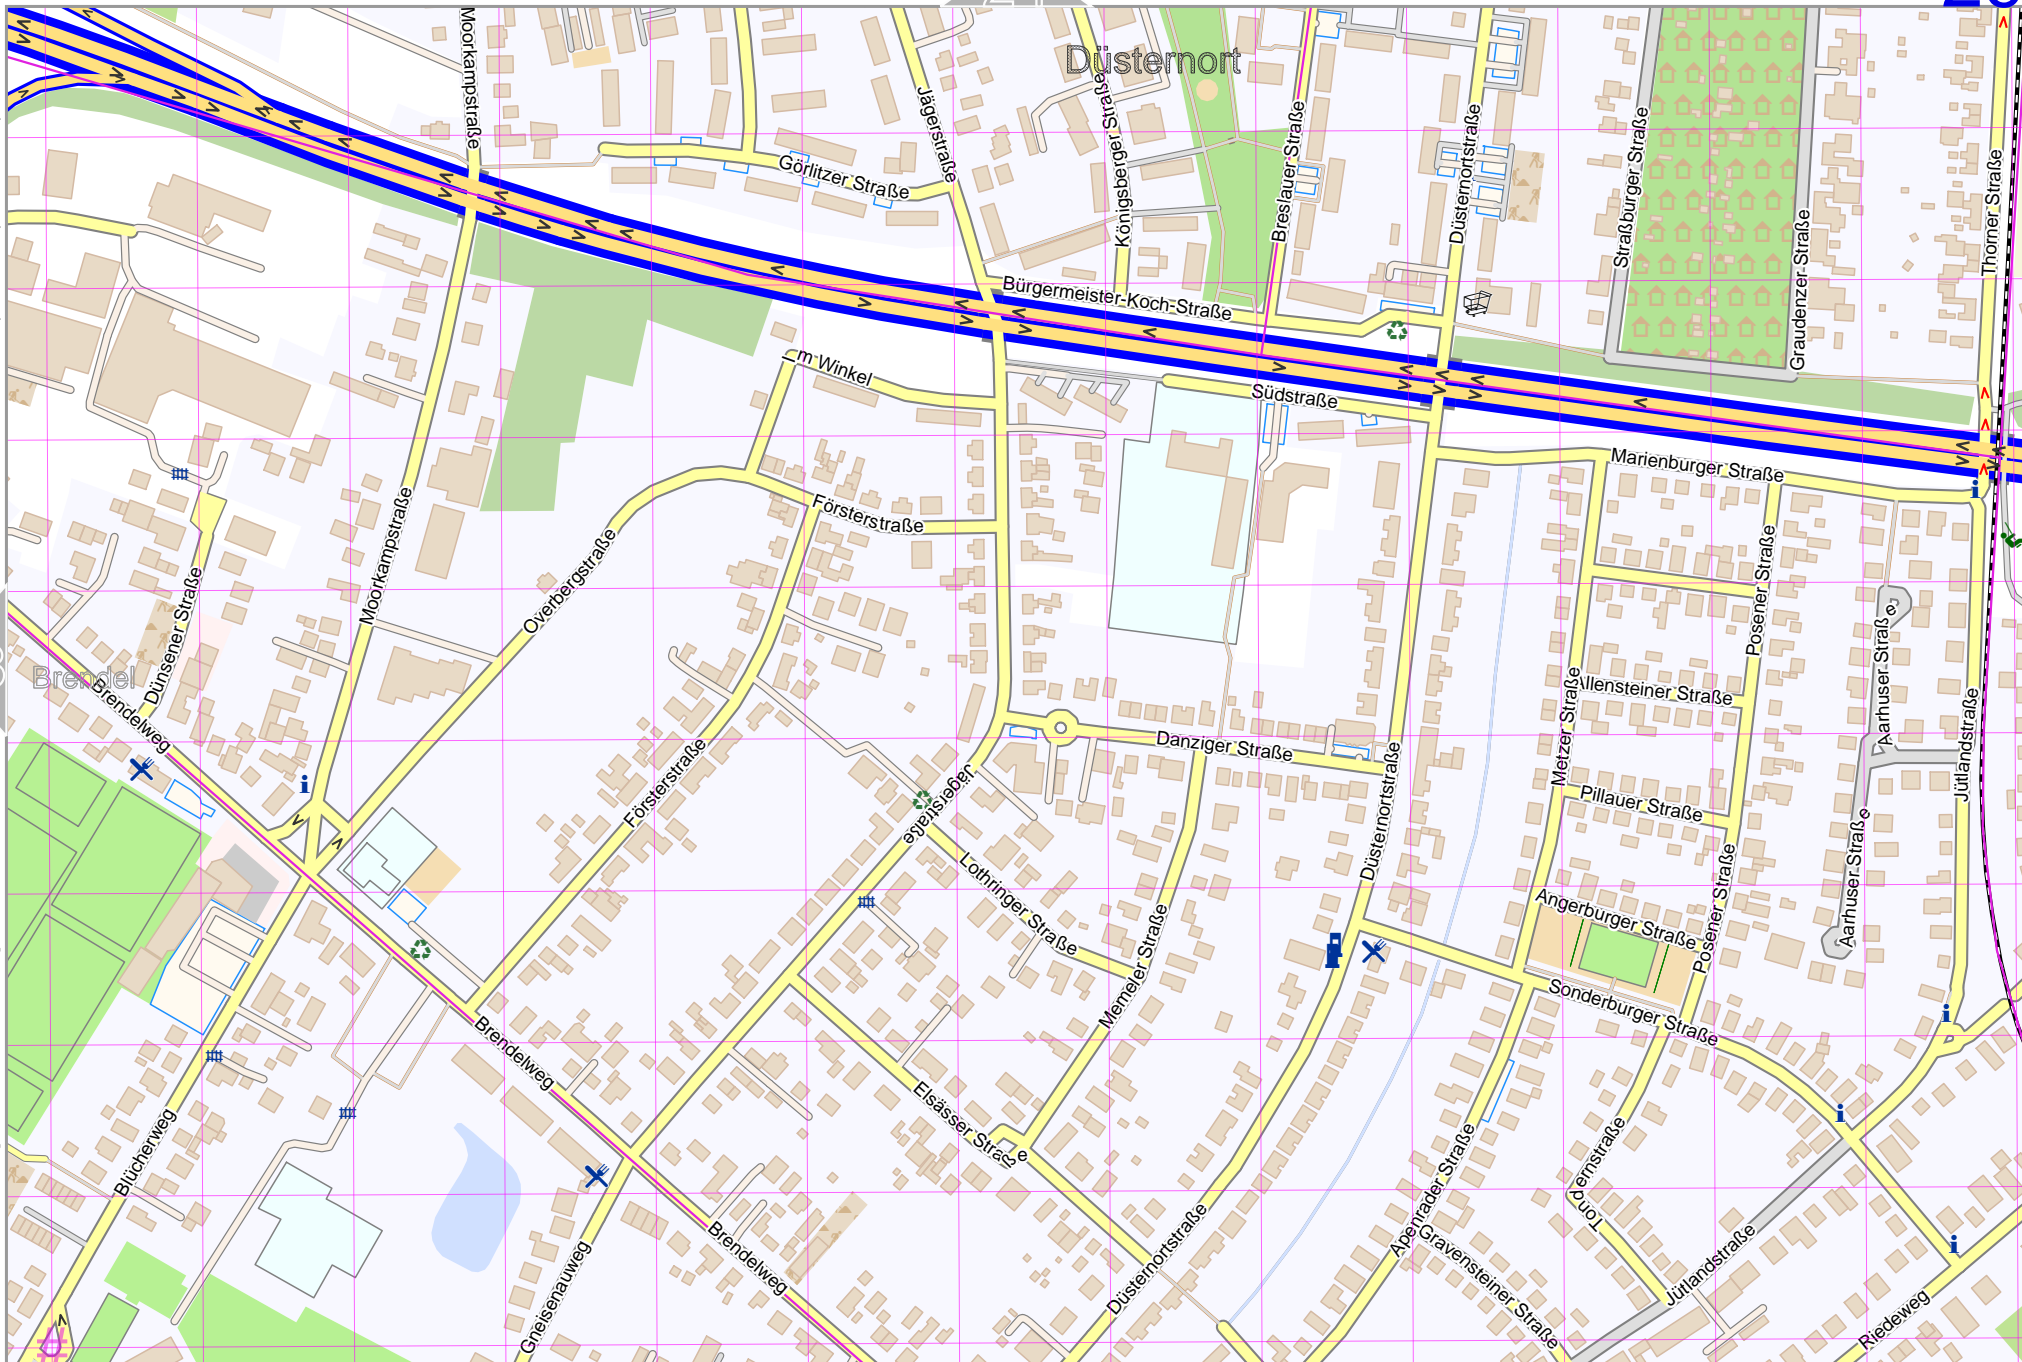 Düsternort
Moorkampstraße
Jägerstraße
Königsberger Straße
Breslauer Straße
Düsternortstraße
Straßburger Straße
Graudenzer Straße
Thorner Straße
Görlitzer Straße
Bürgermeister-Koch-Straße
Im Winkel
Südstraße
Marienburger Straße
Försterstraße
Moorkampstraße
Overbergstraße
Posener Straße
Dünsener Straße
Aarhuser Straße
Brendel
Brendelweg
Allensteiner Straße
Metzer Straße
Jütlandstraße
Danziger Straße
Försterstraße
Jägerstraße
Düsternortstraße
Pillauer Straße
Aarhuser Straße
Lothringer Straße
Angerburger Straße
Posener Straße
Memeler Straße
Sonderburger Straße
Brendelweg
Elsässer Straße
Blücherweg
Apenrader Straße
Tondernstraße
Brendelweg
Gneisenauweg
Düsternortstraße
Gravensteiner Straße
Jütlandstraße
Riedeweg